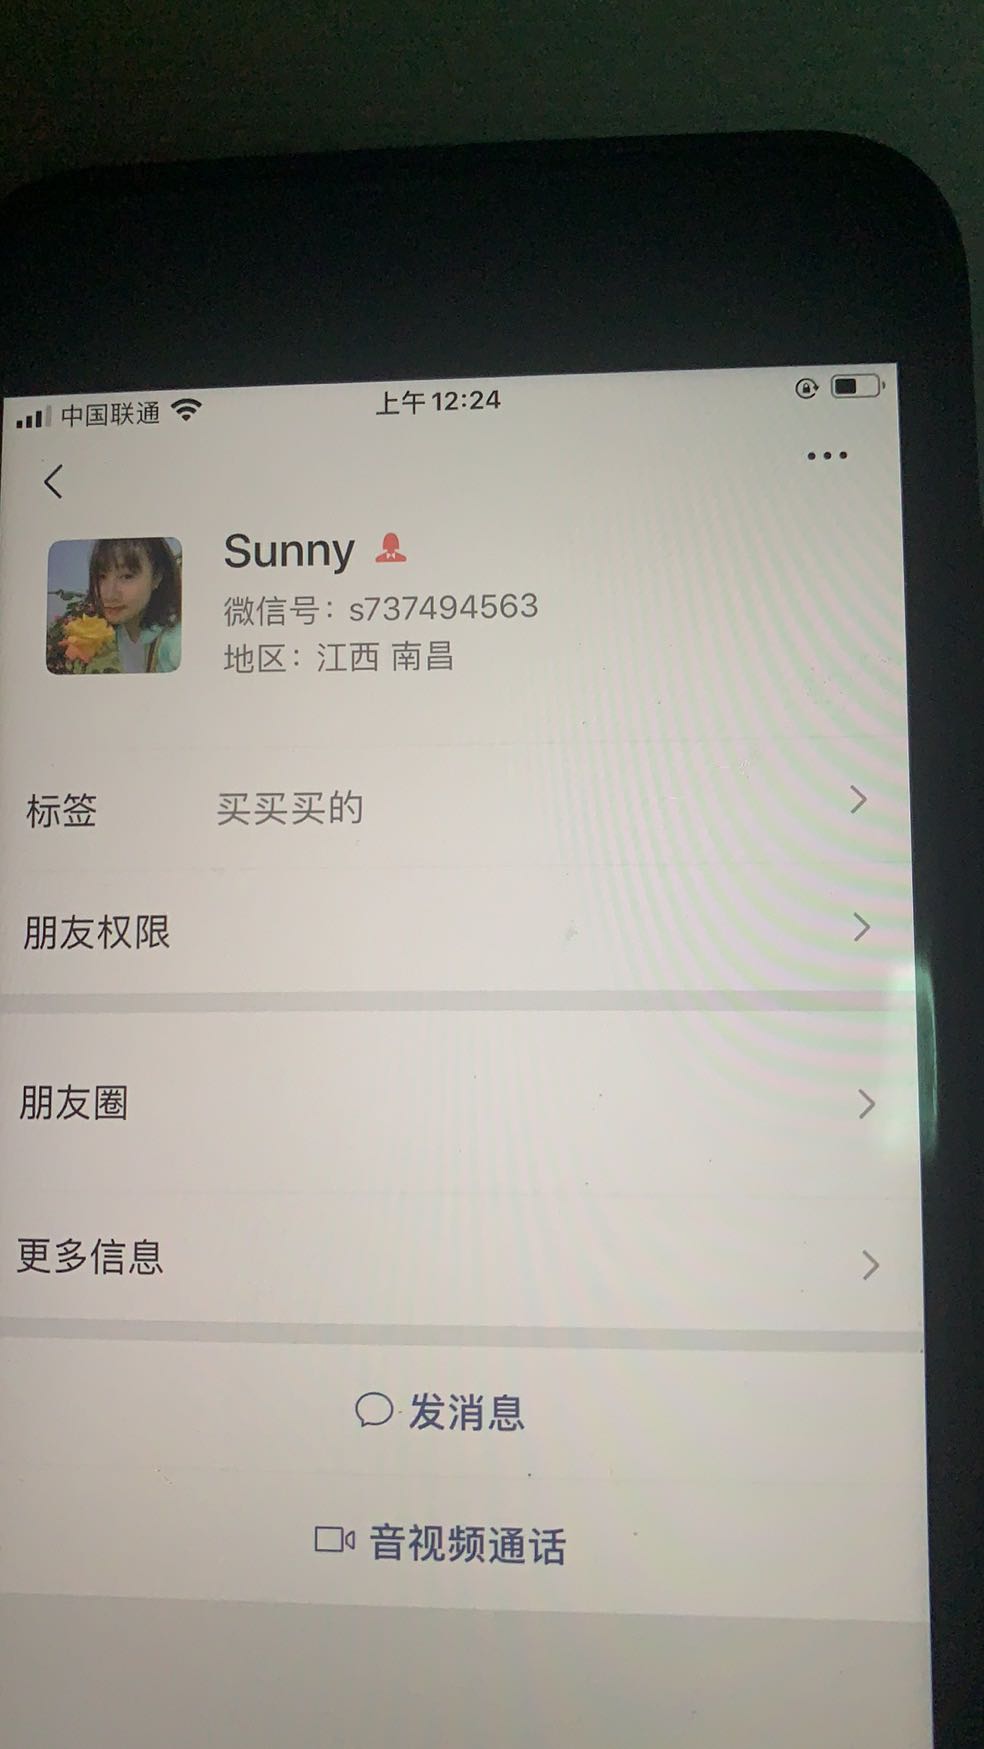 中国联通 上午12:24
Sunny
微信号：s737494563
地区：江西 南昌
标签 买买买的
朋友权限
朋友圈
更多信息
发消息
音视频通话